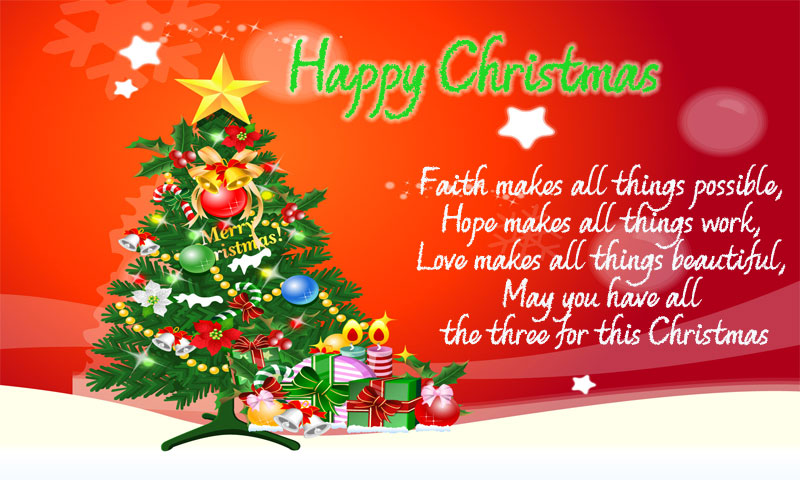 Happy Christmas
Merry
Christmas!
Faith makes all things possible,
Hope makes all things work,
Love makes all things beautiful,
May you have all
the three for this Christmas